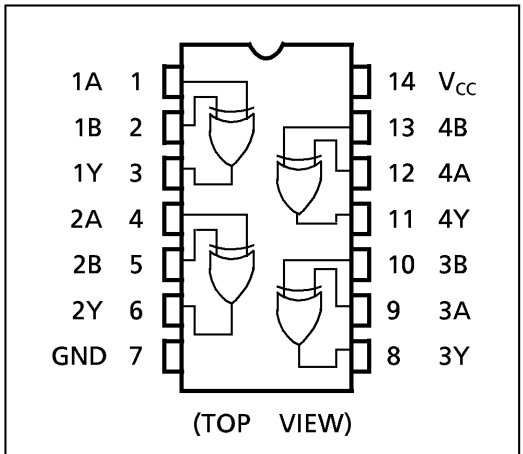 1A 1 14 VCC
1B 2 13 4B
1Y 3 12 4A
2A 4 11 4Y
2B 5 10 3B
2Y 6 9 3A
GND 7 8 3Y
(TOP VIEW)